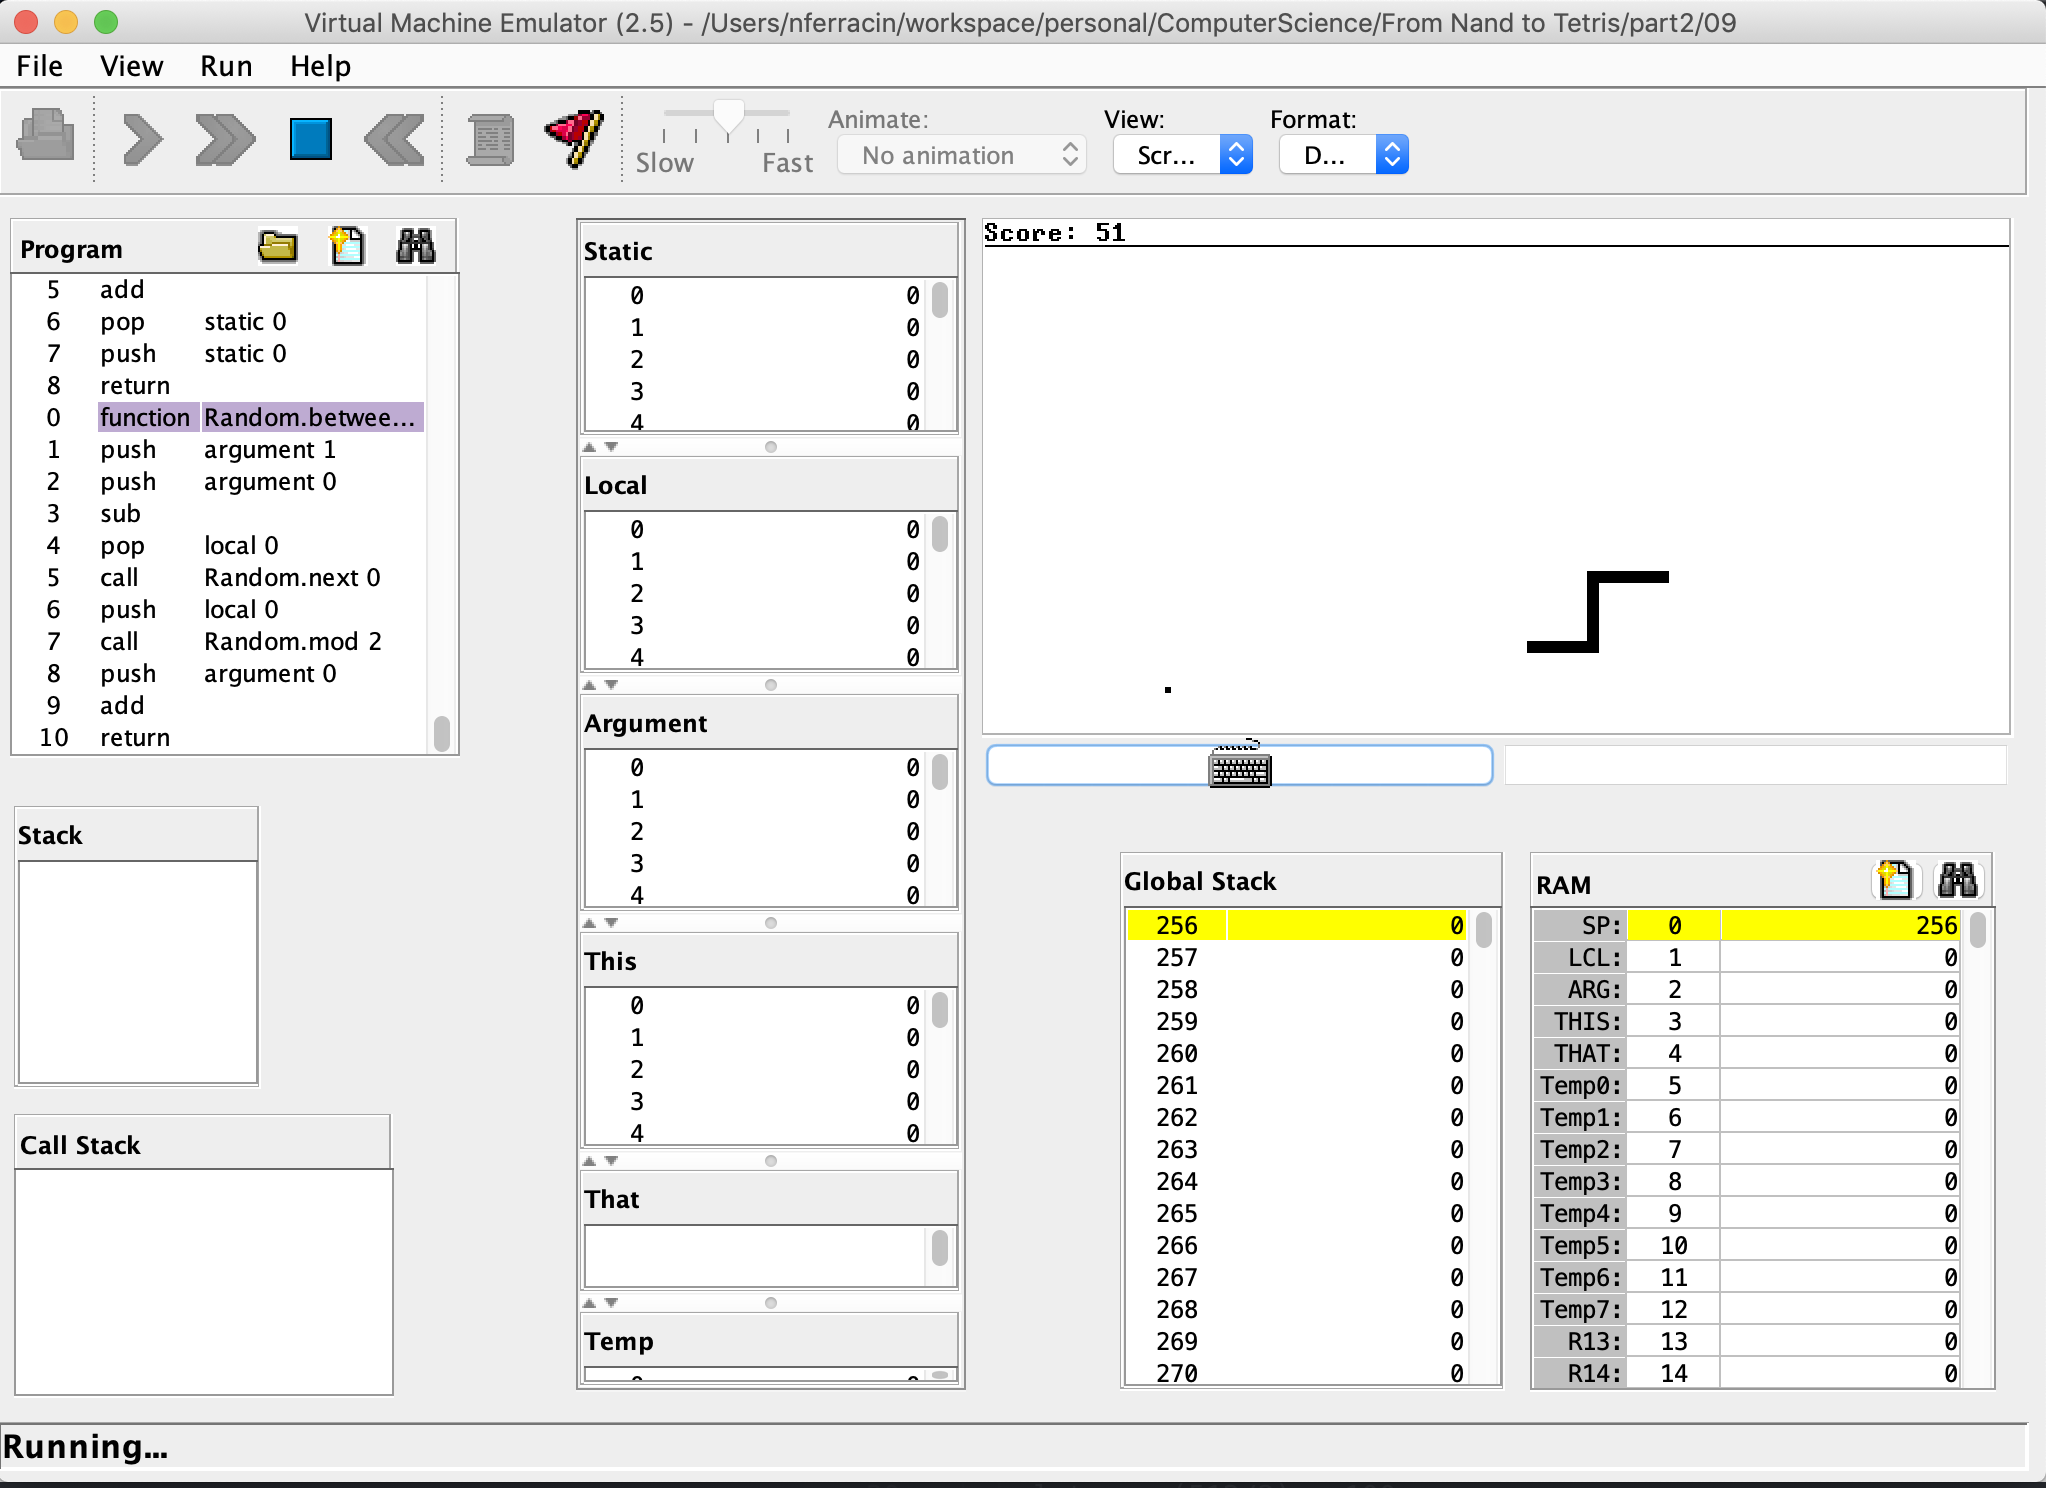 Virtual Machine Emulator (2.5) - /Users/nferracin/workspace/personal/ComputerScience/From Nand to Tetris/part2/09
File View Run Help
Slow Fast
Animate:
No animation
View:
Scr...
Format:
D...
Program
5 add
6 pop static 0
7 push static 0
8 return
0 function Random.betwee...
1 push argument 1
2 push argument 0
3 sub
4 pop local 0
5 call Random.next 0
6 push local 0
7 call Random.mod 2
8 push argument 0
9 add
10 return
Stack
Call Stack
Static
0 0
1 0
2 0
3 0
4 0
Local
0 0
1 0
2 0
3 0
4 0
Argument
0 0
1 0
2 0
3 0
4 0
This
0 0
1 0
2 0
3 0
4 0
That
Temp
Score: 51
Global Stack
256 0
257 0
258 0
259 0
260 0
261 0
262 0
263 0
264 0
265 0
266 0
267 0
268 0
269 0
270 0
RAM
SP: 0 256
LCL: 1 0
ARG: 2 0
THIS: 3 0
THAT: 4 0
Temp0: 5 0
Temp1: 6 0
Temp2: 7 0
Temp3: 8 0
Temp4: 9 0
Temp5: 10 0
Temp6: 11 0
Temp7: 12 0
R13: 13 0
R14: 14 0
Running...